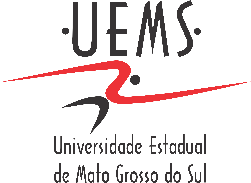 ·UEMS·
Universidade Estadual
de Mato Grosso do Sul